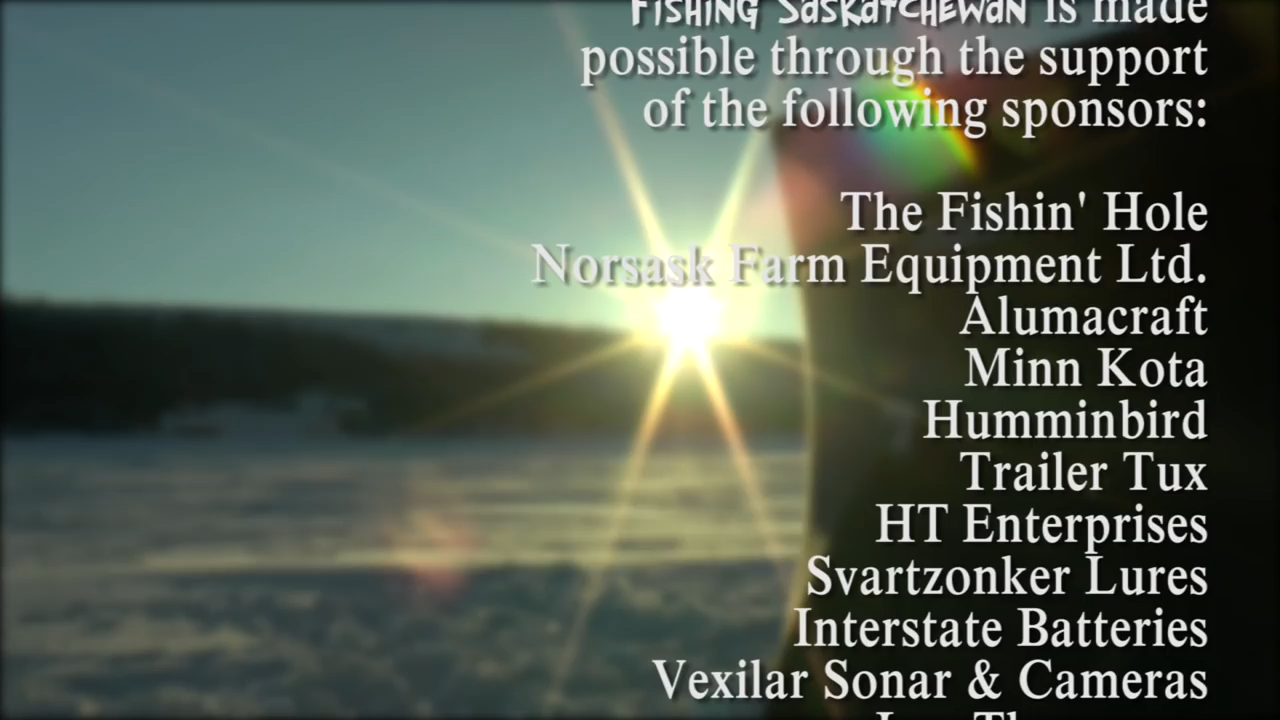 Fishing Saskatchewan is made
possible through the support
of the following sponsors:
The Fishin' Hole
Norsask Farm Equipment Ltd.
Alumacraft
Minn Kota
Humminbird
Trailer Tux
HT Enterprises
Svartzonker Lures
Interstate Batteries
Vexilar Sonar & Cameras